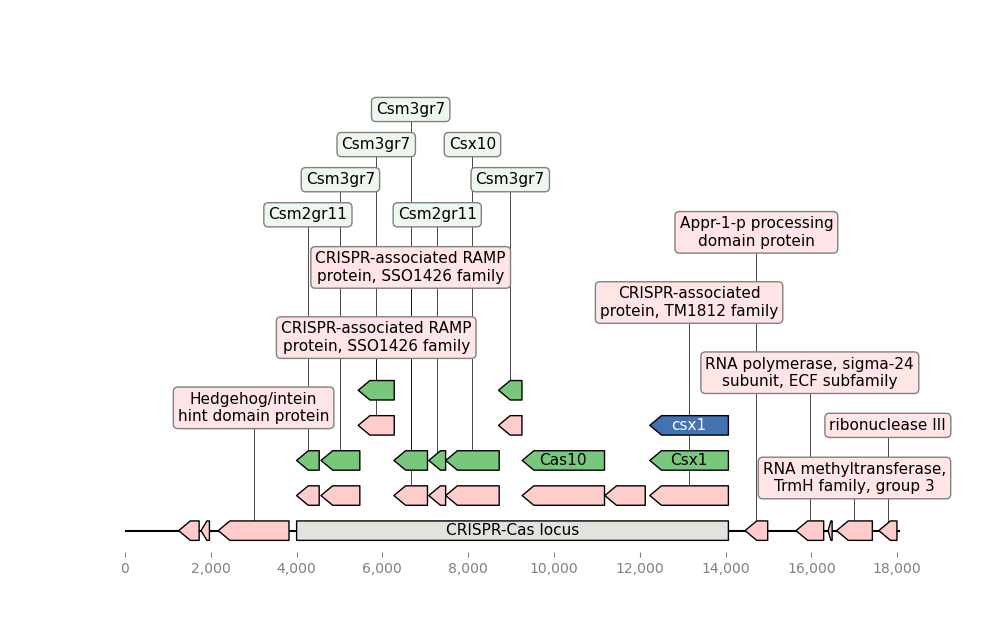 Csm3gr7
Csm3gr7
Csx10
Csm3gr7
Csm3gr7
Csm2gr11
Csm2gr11
Appr-1-p processing
domain protein
CRISPR-associated RAMP
protein, SSO1426 family
CRISPR-associated
protein, TM1812 family
CRISPR-associated RAMP
protein, SSO1426 family
RNA polymerase, sigma-24
subunit, ECF subfamily
Hedgehog/intein
hint domain protein
csx1
ribonuclease III
Cas10
Csx1
RNA methyltransferase,
TrmH family, group 3
CRISPR-Cas locus
0
2,000
4,000
6,000
8,000
10,000
12,000
14,000
16,000
18,000